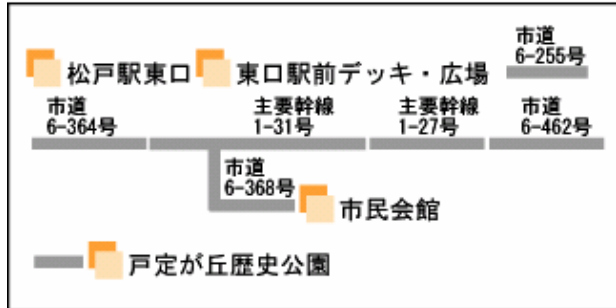 市道
6-255号
松戸駅東口
東口駅前デッキ・広場
市道
6-364号
主要幹線
1-31号
主要幹線
1-27号
市道
6-462号
市道
6-368号
市民会館
戸定が丘歴史公園